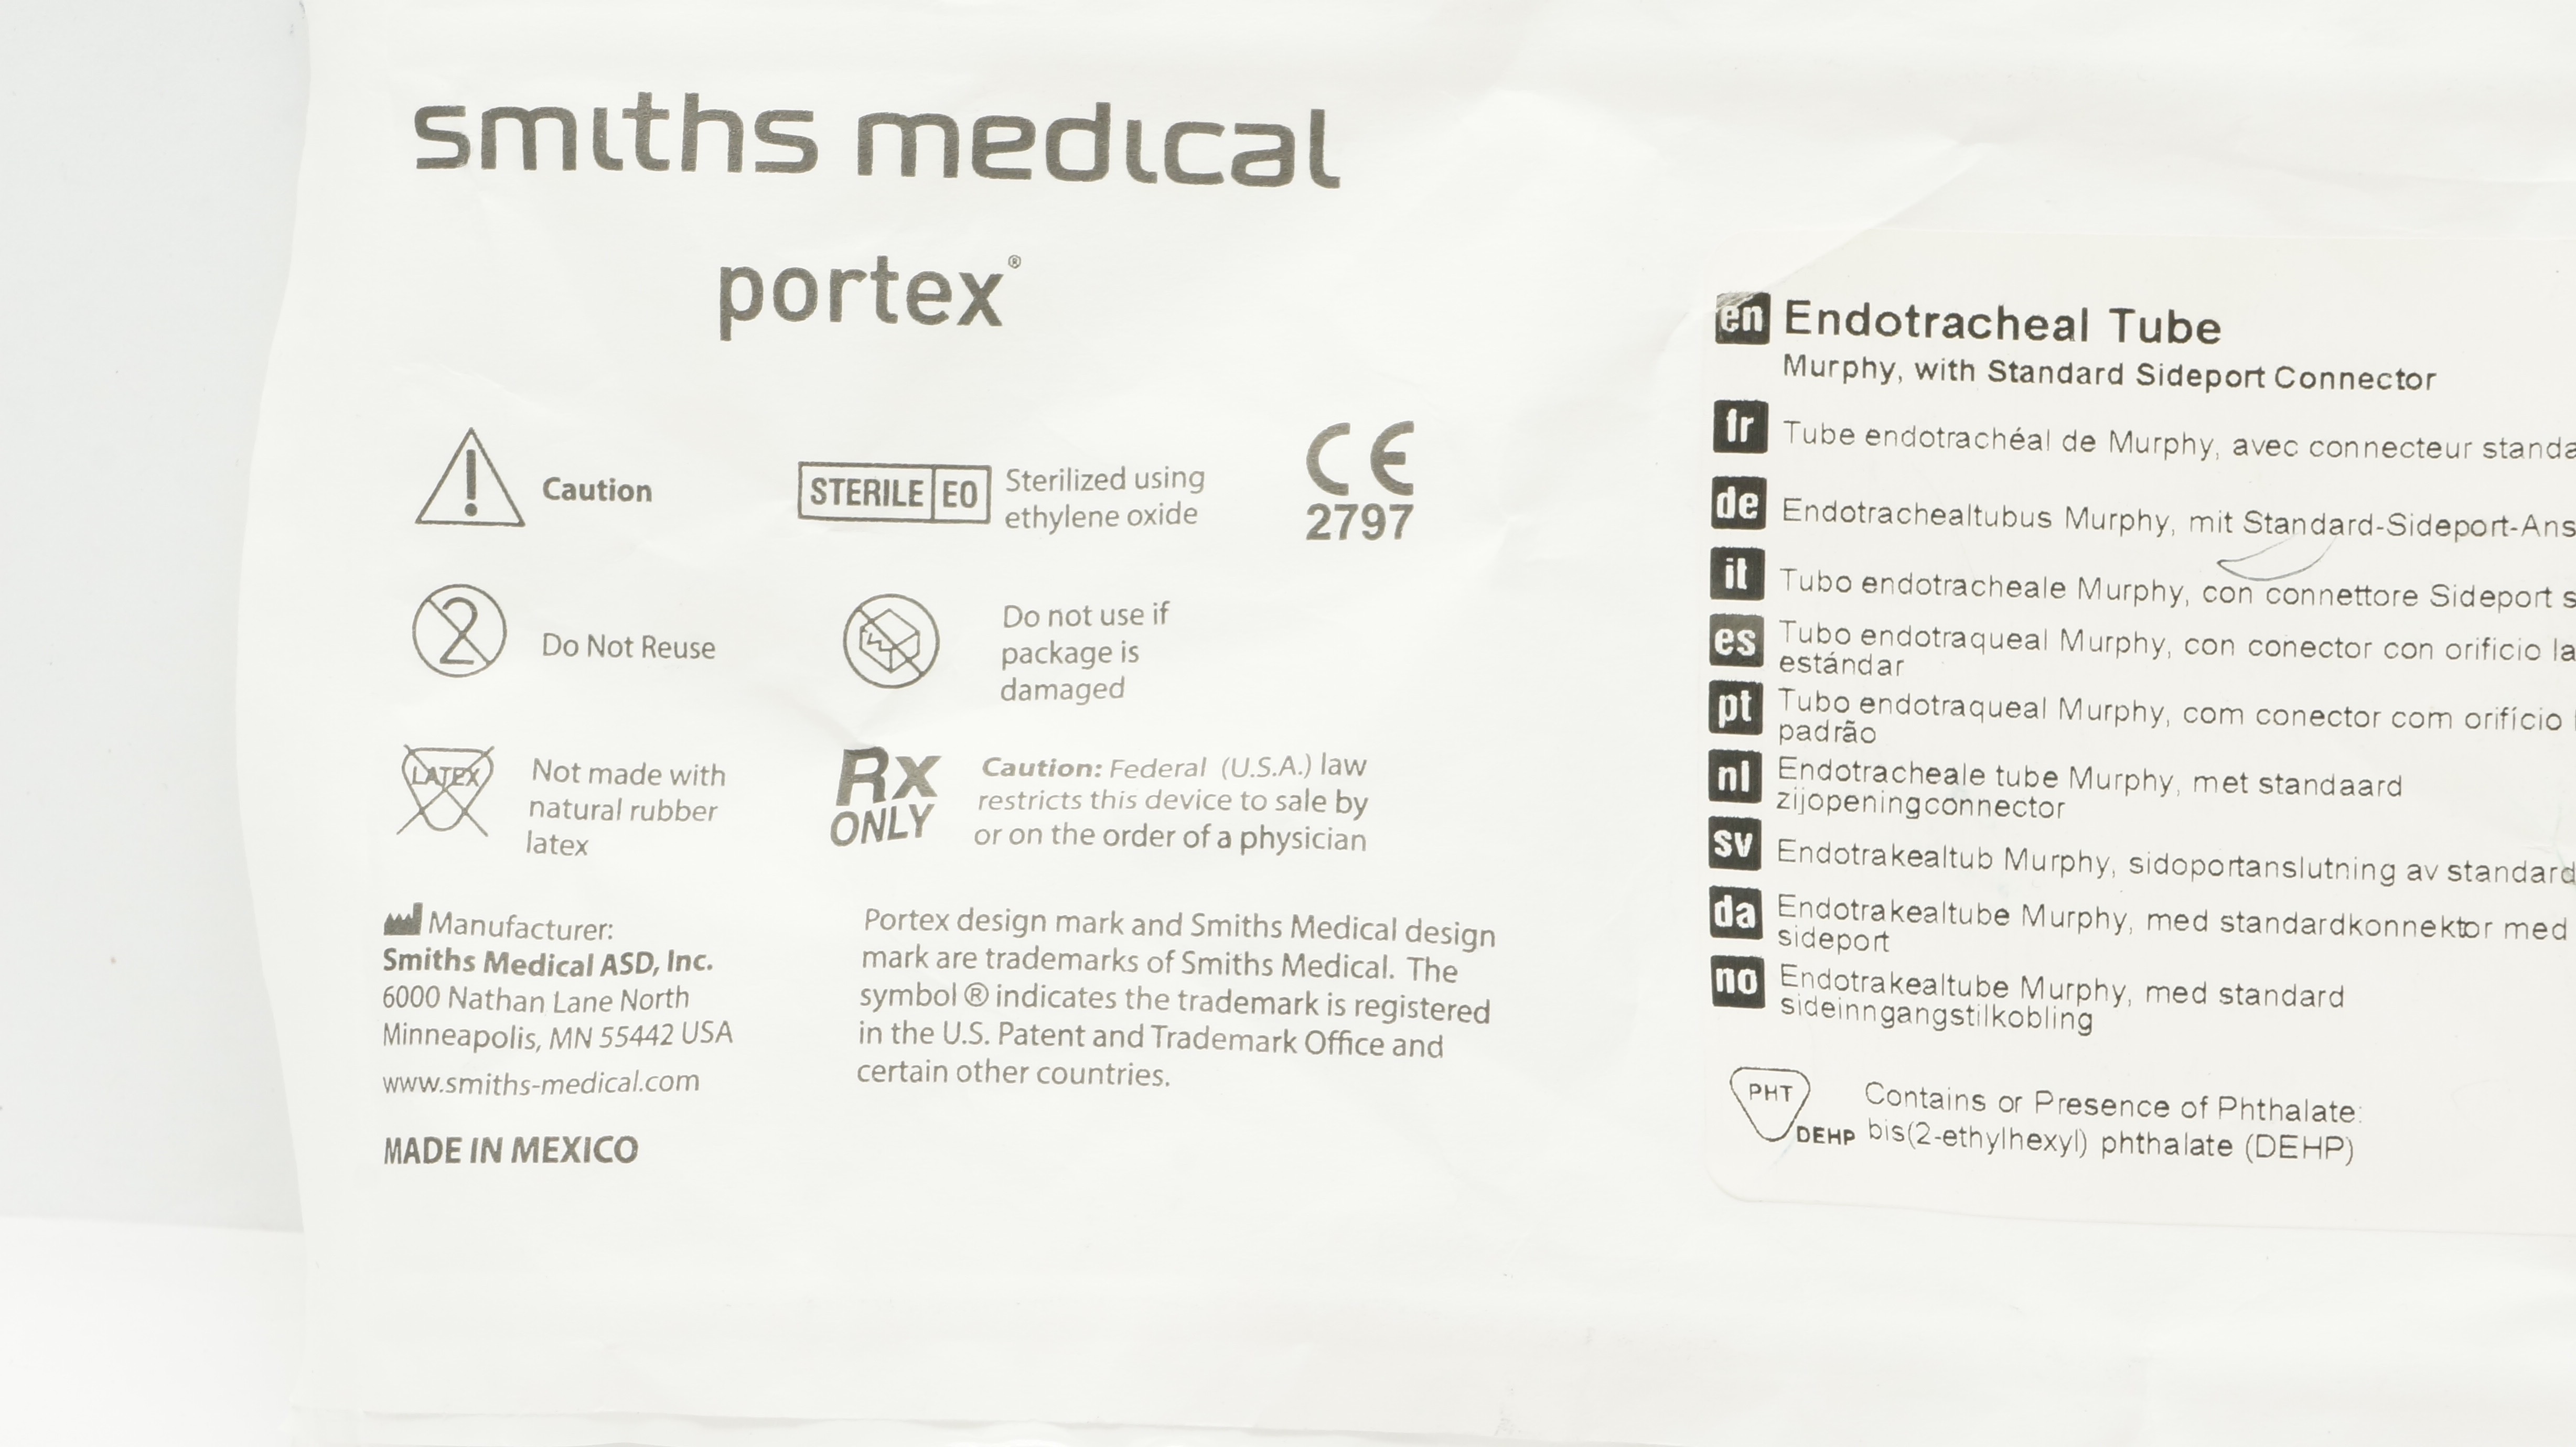 smiths medical
portex®
Caution
STERILE EO
Sterilized using
ethylene oxide
CE
2797
2
Do Not Reuse
Do not use if
package is
damaged
LATEX
Not made with
natural rubber
latex
Rx
ONLY
Caution: Federal (U.S.A.) law
restricts this device to sale by
or on the order of a physician
Manufacturer:
Smiths Medical ASD, Inc.
6000 Nathan Lane North
Minneapolis, MN 55442 USA
www.smiths-medical.com
MADE IN MEXICO
Portex design mark and Smiths Medical design
mark are trademarks of Smiths Medical. The
symbol ® indicates the trademark is registered
in the U.S. Patent and Trademark Office and
certain other countries.
en Endotracheal Tube
Murphy, with Standard Sideport Connector
fr Tube endotrachéal de Murphy, avec connecteur
de Endotrachealtubus Murphy, mit
it Tubo endotracheale Murphy, con connettore Sideport
es Tubo endotraqueal Murphy, con conector con orificio
estándar
pt Tubo endotraqueal Murphy, com conector com orifício
padrão
nl Endotracheale tube Murphy, met standaard
zijopeningconnector
sv Endotrakealtub Murphy, sidoportanslutning av standard
da Endotrakealtube Murphy, med standardkonnektor med
sideport
no Endotrakealtube Murphy, med standard
sideinngangstilkobling
PHT
DEHP
Contains or Presence of Phthalate:
bis(2-ethylhexyl) phthalate (DEHP)